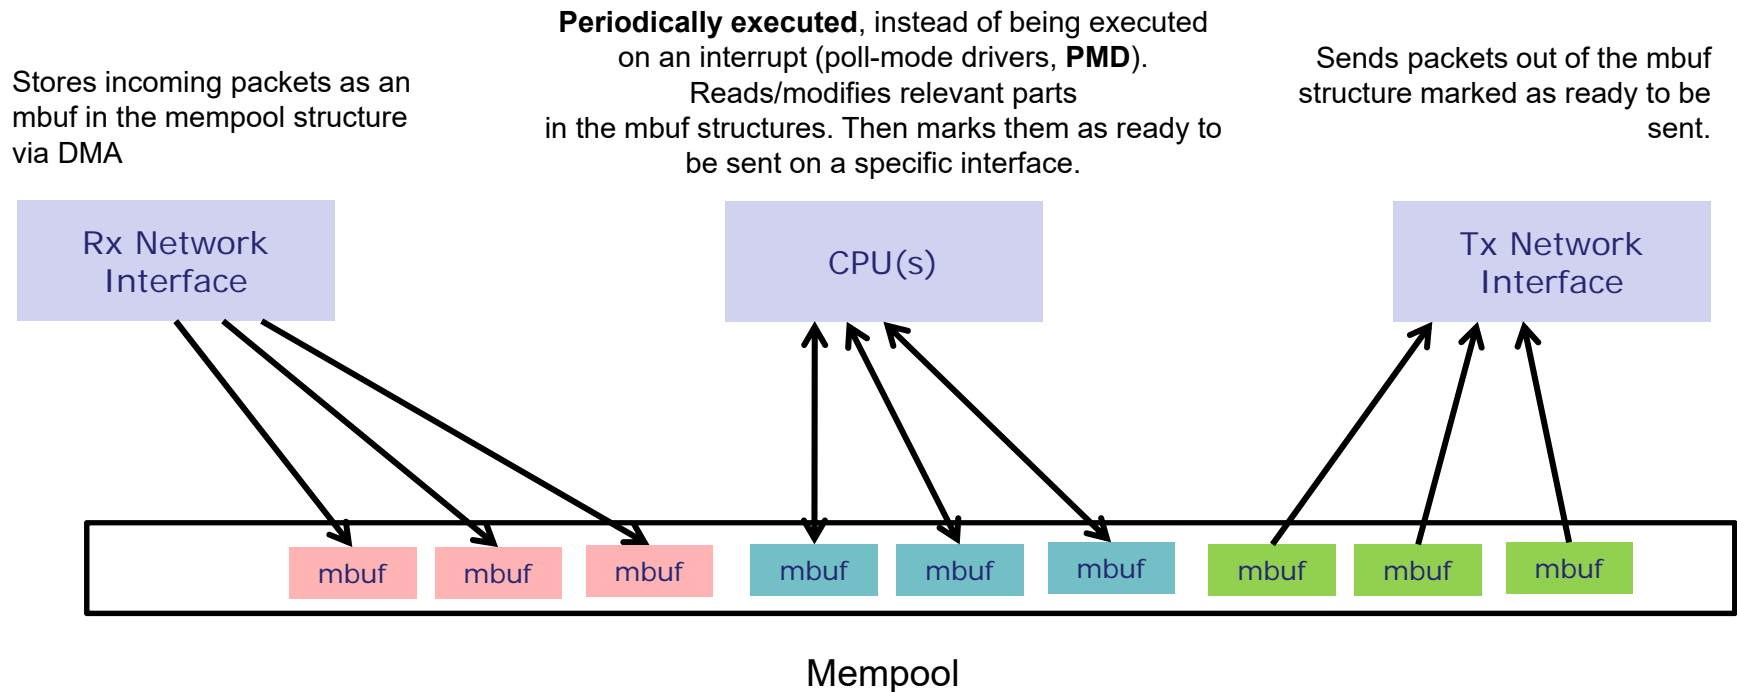 Stores incoming packets as an
mbuf in the mempool structure
via DMA
Periodically executed, instead of being executed
on an interrupt (poll-mode drivers, PMD).
Reads/modifies relevant parts
in the mbuf structures. Then marks them as ready to
be sent on a specific interface.
Sends packets out of the mbuf
structure marked as ready to be
sent.
Rx Network
Interface
CPU(s)
Tx Network
Interface
mbuf
mbuf
mbuf
mbuf
mbuf
mbuf
mbuf
mbuf
mbuf
Mempool